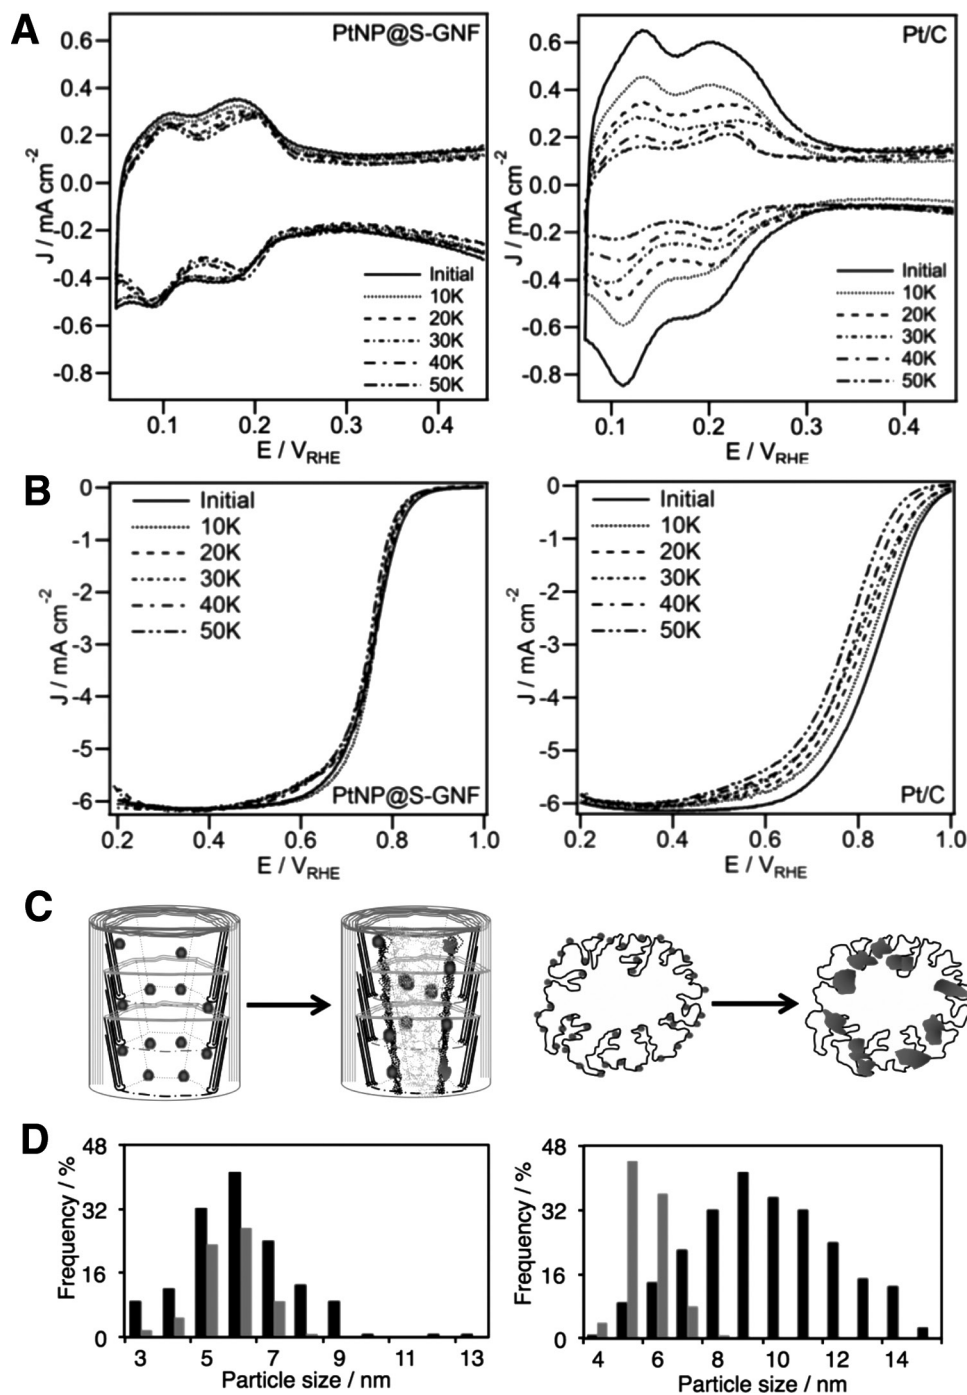 A
PtNP@S-GNF
0.6
0.4
0.2
0.0
-0.2
-0.4
-0.6
-0.8
J / mA cm-2
Initial
10K
20K
30K
40K
50K
0.1 0.2 0.3 0.4
E / VRHE
Pt/C
0.6
0.4
0.2
0.0
-0.2
-0.4
-0.6
-0.8
J / mA cm-2
Initial
10K
20K
30K
40K
50K
0.1 0.2 0.3 0.4
E / VRHE
B
0
-1
-2
-3
-4
-5
-6
J / mA cm-2
Initial
10K
20K
30K
40K
50K
PtNP@S-GNF
0.2 0.4 0.6 0.8 1.0
E / VRHE
0
-1
-2
-3
-4
-5
-6
J / mA cm-2
Initial
10K
20K
30K
40K
50K
Pt/C
0.2 0.4 0.6 0.8 1.0
E / VRHE
C
D
48
32
16
0
Frequency / %
3 5 7 9 11 13
Particle size / nm
48
32
16
0
Frequency / %
4 6 8 10 12 14
Particle size / nm